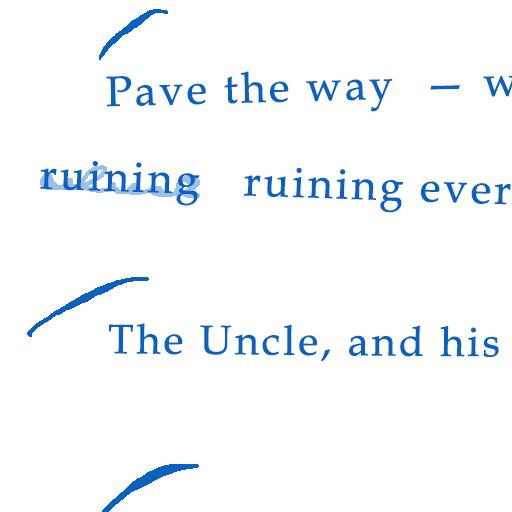 Pave the way – w
ruining ruining ever
The Uncle, and his